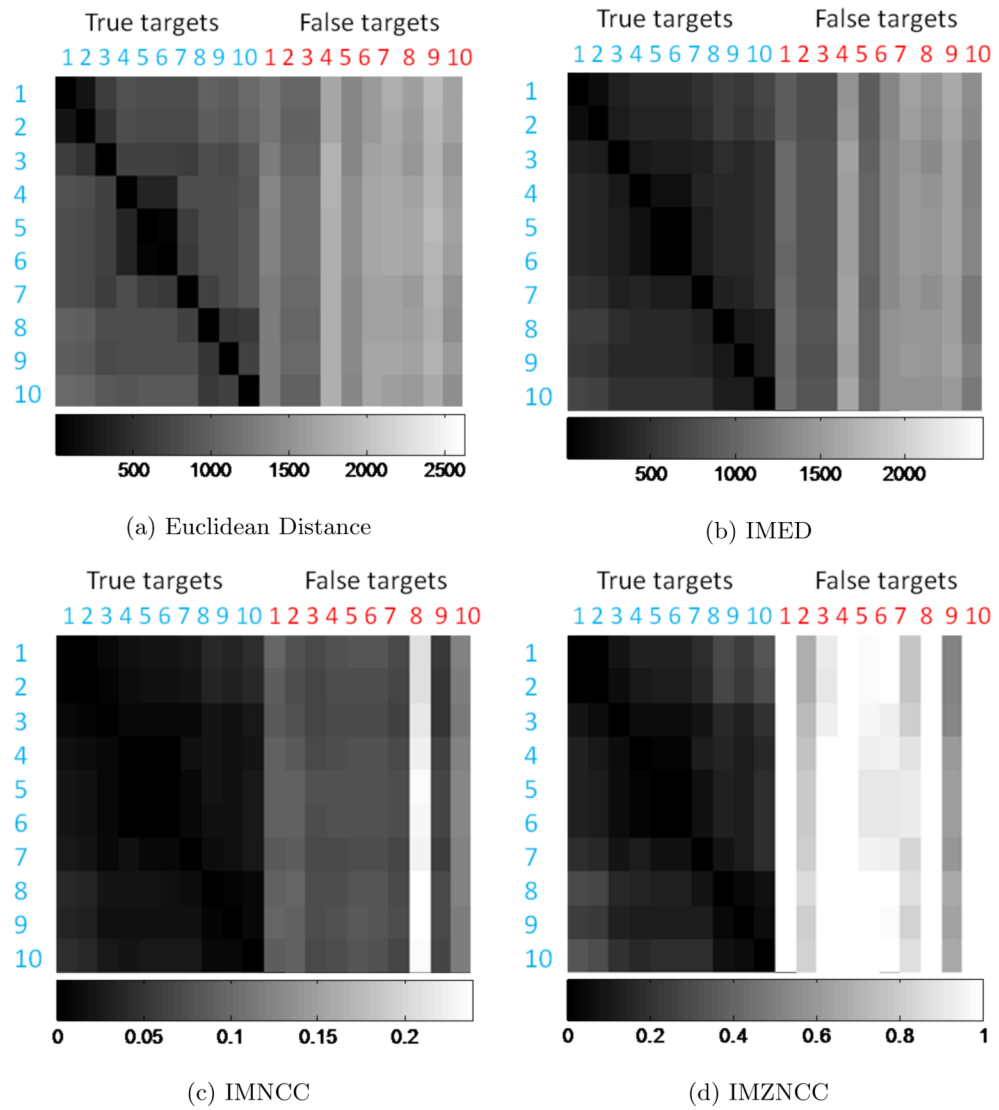 True targets False targets
1 2 3 4 5 6 7 8 9 10 1 2 3 4 5 6 7 8 9 10
1
2
3
4
5
6
7
8
9
10
500 1000 1500 2000 2500
(a) Euclidean Distance
True targets False targets
1 2 3 4 5 6 7 8 9 10 1 2 3 4 5 6 7 8 9 10
1
2
3
4
5
6
7
8
9
10
500 1000 1500 2000
(b) IMED
True targets False targets
1 2 3 4 5 6 7 8 9 10 1 2 3 4 5 6 7 8 9 10
1
2
3
4
5
6
7
8
9
10
0 0.05 0.1 0.15 0.2
(c) IMNCC
True targets False targets
1 2 3 4 5 6 7 8 9 10 1 2 3 4 5 6 7 8 9 10
1
2
3
4
5
6
7
8
9
10
0 0.2 0.4 0.6 0.8 1
(d) IMZNCC